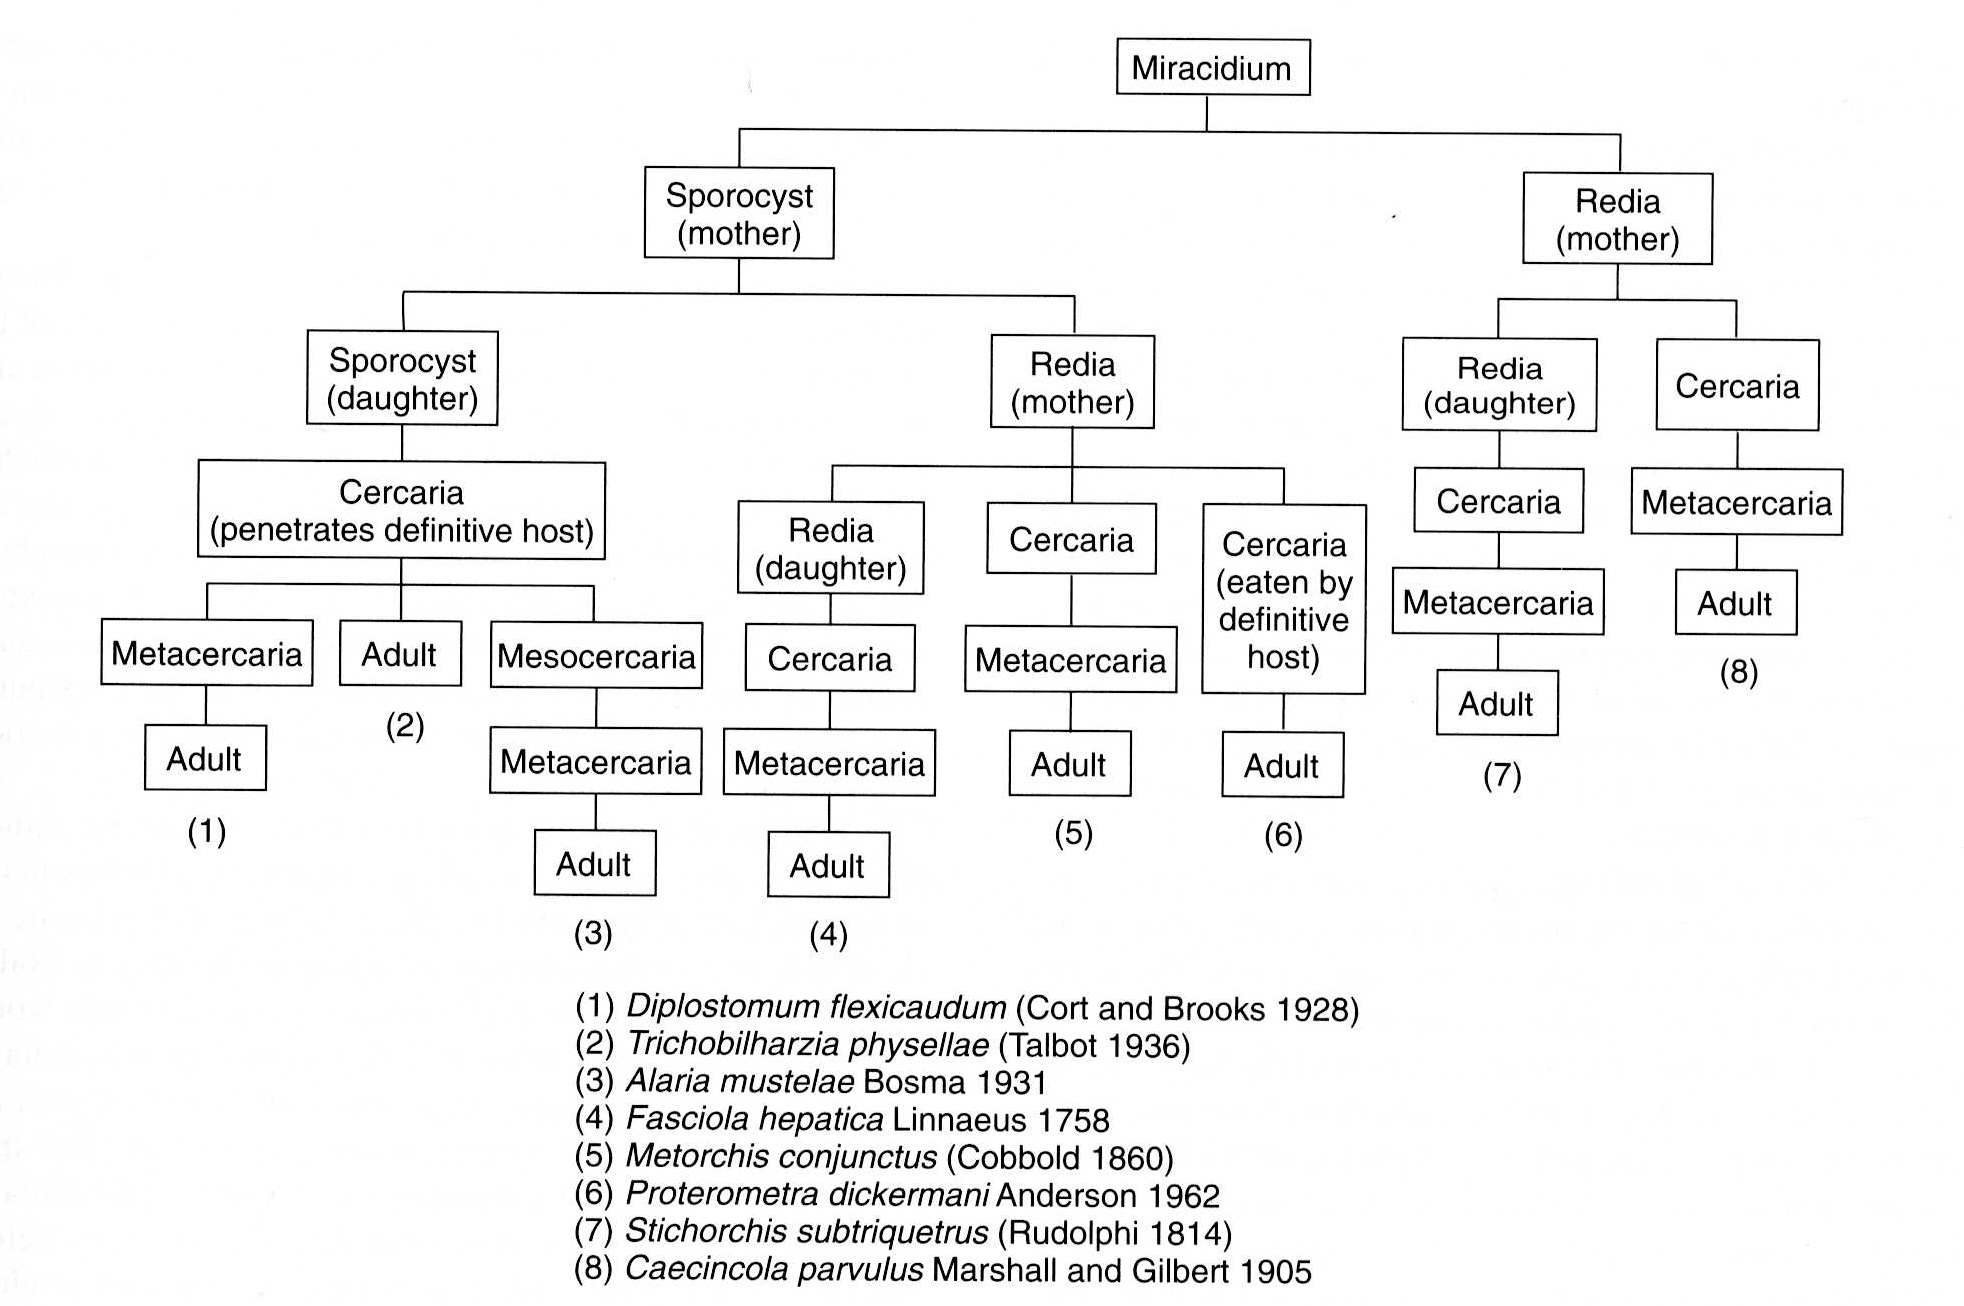 Miracidium
Sporocyst
(mother)
Redia
(mother)
Sporocyst
(daughter)
Redia
(mother)
Redia
(daughter)
Cercaria
Cercaria
(penetrates definitive host)
Redia
(daughter)
Cercaria
Cercaria
(eaten by
definitive
host)
Cercaria
Metacercaria
Metacercaria
Adult
Mesocercaria
Cercaria
Metacercaria
Metacercaria
Adult
(8)
Adult
(1)
(2)
Metacercaria
Adult
(3)
Metacercaria
Adult
(4)
Adult
(5)
Adult
(6)
Adult
(7)
(1) Diplostomum flexicaudum (Cort and Brooks 1928)
(2) Trichobilharzia physellae (Talbot 1936)
(3) Alaria mustelae Bosma 1931
(4) Fasciola hepatica Linnaeus 1758
(5) Metorchis conjunctus (Cobbold 1860)
(6) Proterometra dickermani Anderson 1962
(7) Stichorchis subtriquetrus (Rudolphi 1814)
(8) Caecincola parvulus Marshall and Gilbert 1905